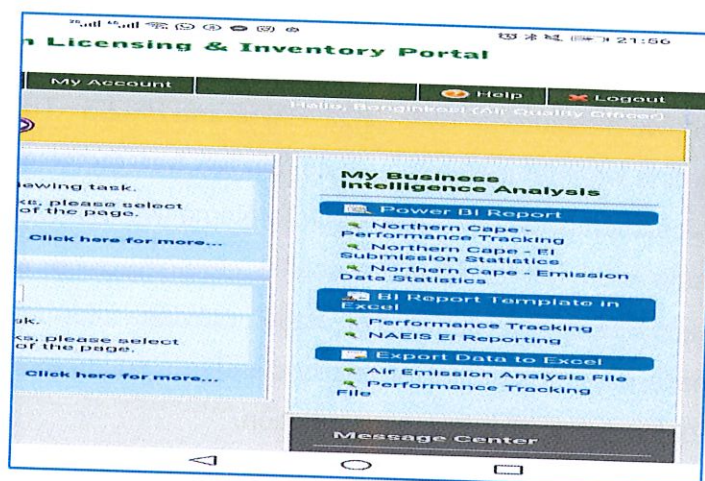 21:56
n Licensing & Inventory Portal
My Account
Help
Logout
Hello, Bonginkosi (Air Quality Officer)
iewing task.
ks, please select
of the page.
Click here for more...
sk.
ks, please select
of the page.
Click here for more...
My Business
Intelligence Analysis
Power BI Report
Northern Cape -
Performance Tracking
Northern Cape - EI
Submission Statistics
Northern Cape - Emission
Data Statistics
BI Report Template in
Excel
Performance Tracking
NAEIS EI Reporting
Export Data to Excel
Air Emission Analysis File
Performance Tracking
File
Message Center